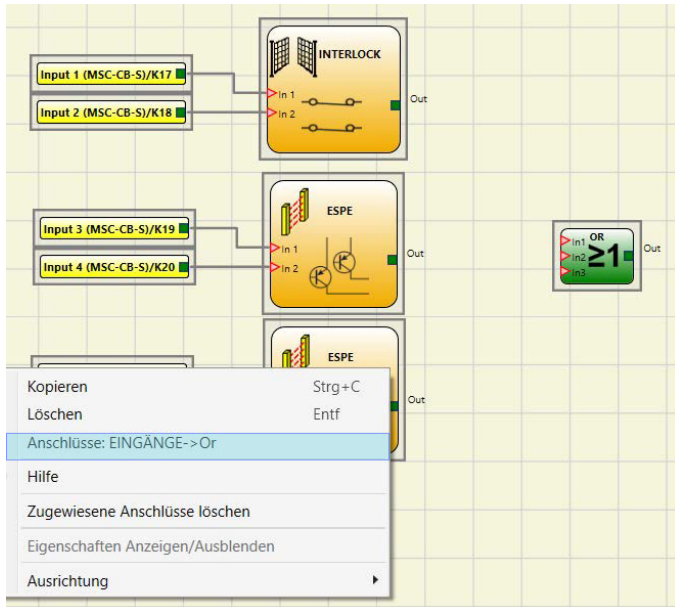 INTERLOCK
Input 1 (MSC-CB-S)/K17
In 1
Out
Input 2 (MSC-CB-S)/K18
In 2
ESPE
Input 3 (MSC-CB-S)/K19
In 1
Out
Input 4 (MSC-CB-S)/K20
In 2
OR
In1
≥1
Out
In2
In3
ESPE
Out
Kopieren Strg+C
Löschen Entf
Anschlüsse: EINGÄNGE->Or
Hilfe
Zugewiesene Anschlüsse löschen
Eigenschaften Anzeigen/Ausblenden
Ausrichtung